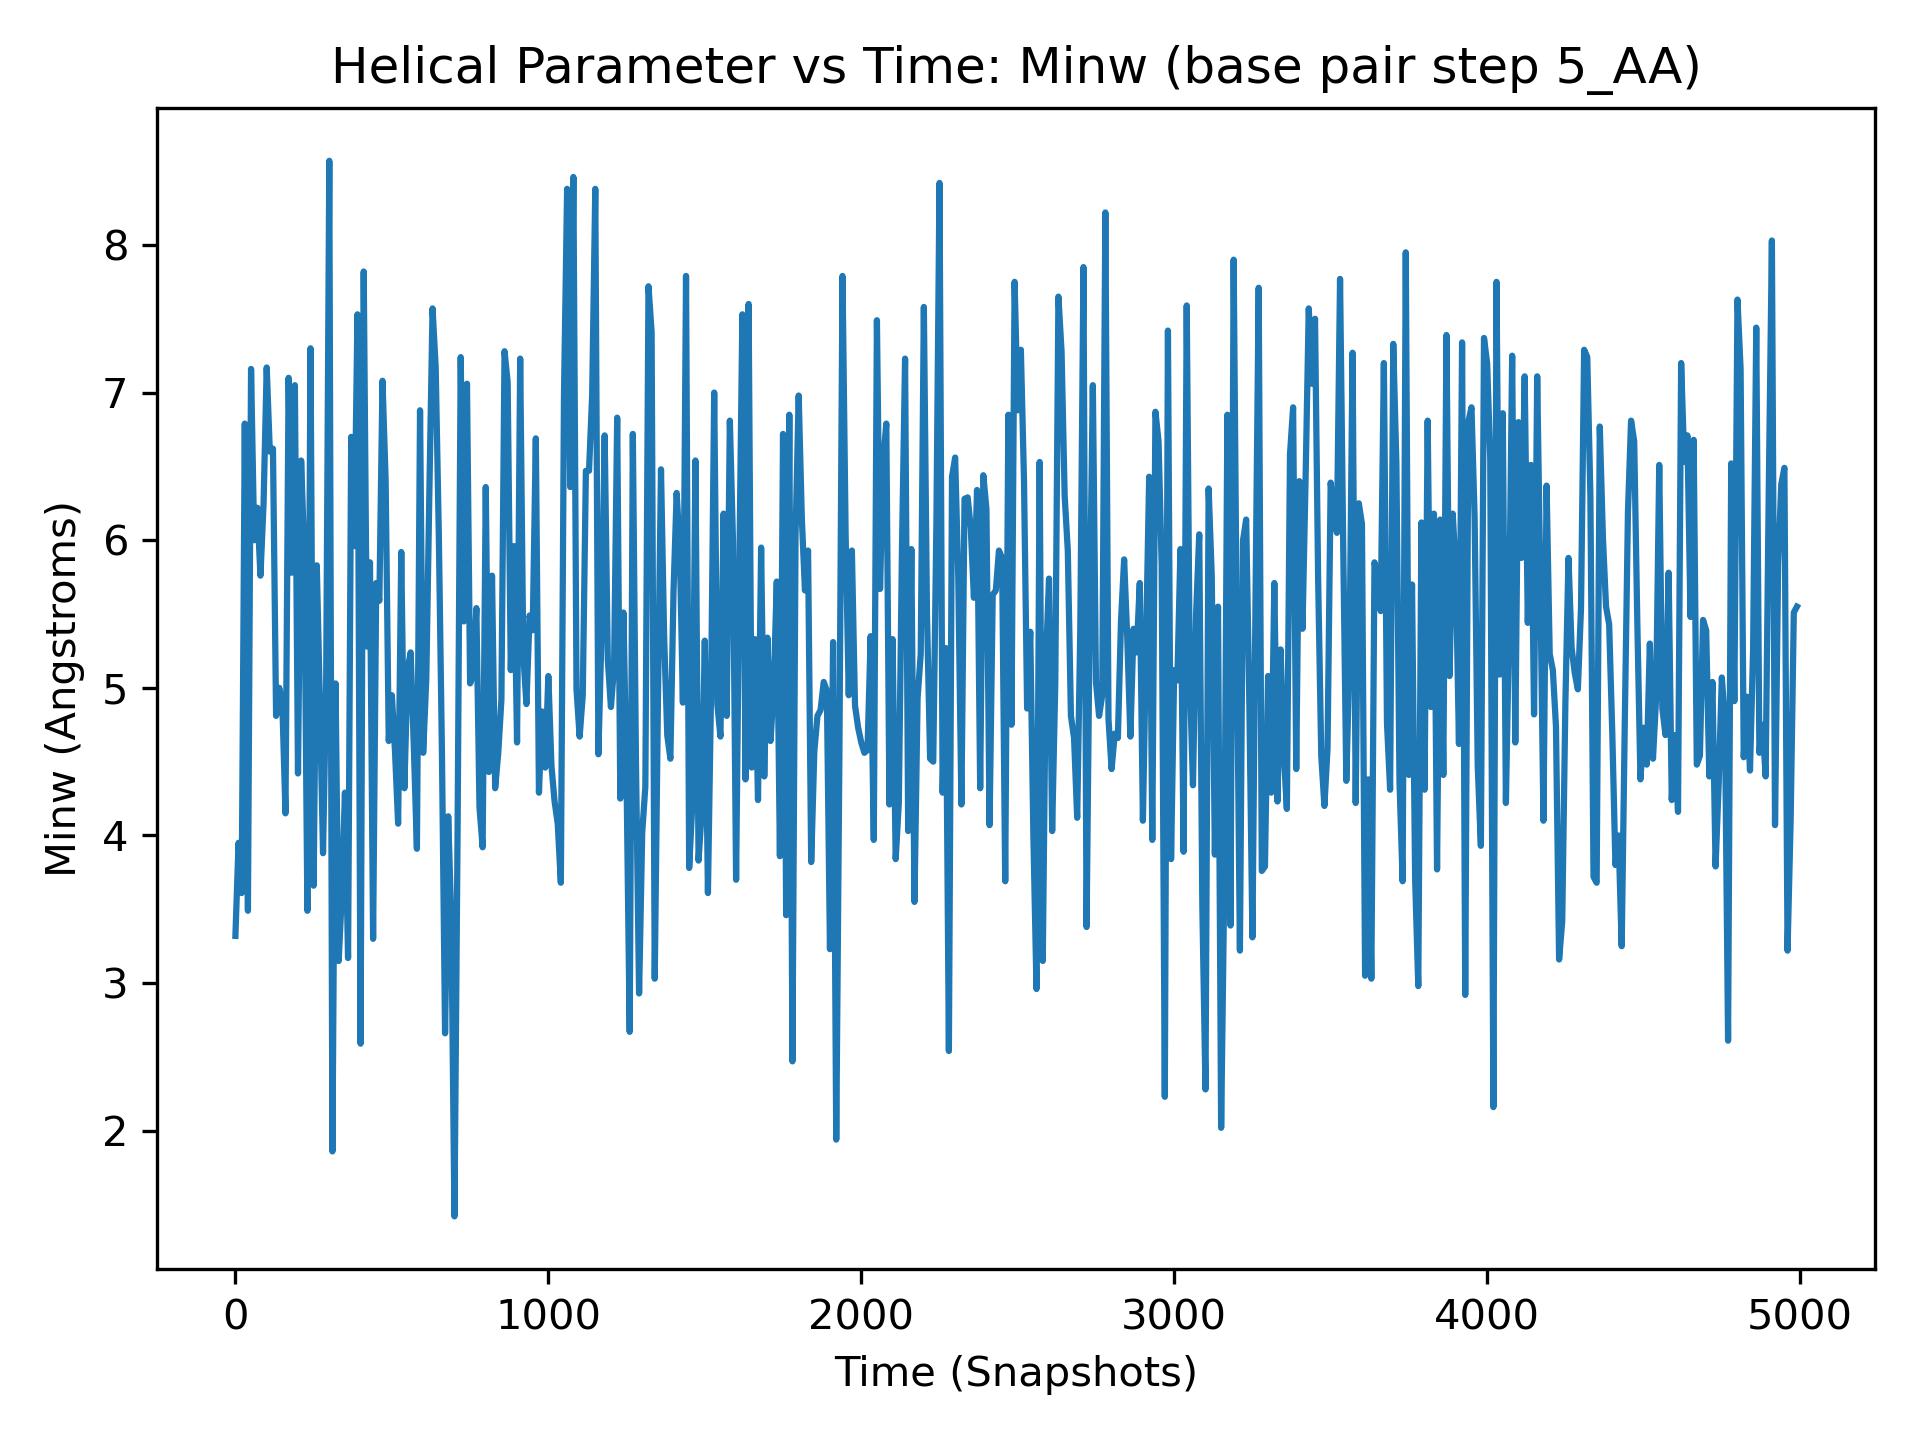 Helical Parameter vs Time: Minw (base pair step 5_AA)
Minw (Angstroms)
8
7
6
5
4
3
2
0 1000 2000 3000 4000 5000
Time (Snapshots)